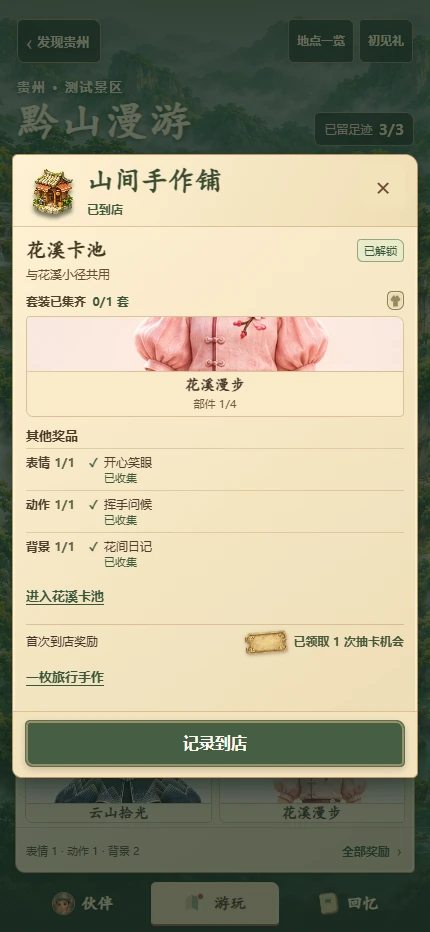 ‹ 发现贵州
地点一览
初见礼
贵州 • 测试景区
黔山漫游
已留足迹 3/3
山间手作铺
已到店
×
花溪卡池
已解锁
与花溪小径共用
套装已集齐 0/1 套
花溪漫步
部件 1/4
其他奖品
表情 1/1 ✓ 开心笑眼
已收集
动作 1/1 ✓ 挥手问候
已收集
背景 1/1 ✓ 花间日记
已收集
进入花溪卡池
首次到店奖励
已领取 1 次抽卡机会
一枚旅行手作
记录到店
云山拾光
花溪漫步
表情 1 · 动作 1 · 背景 2
全部奖励 ›
伙伴
游玩
回忆